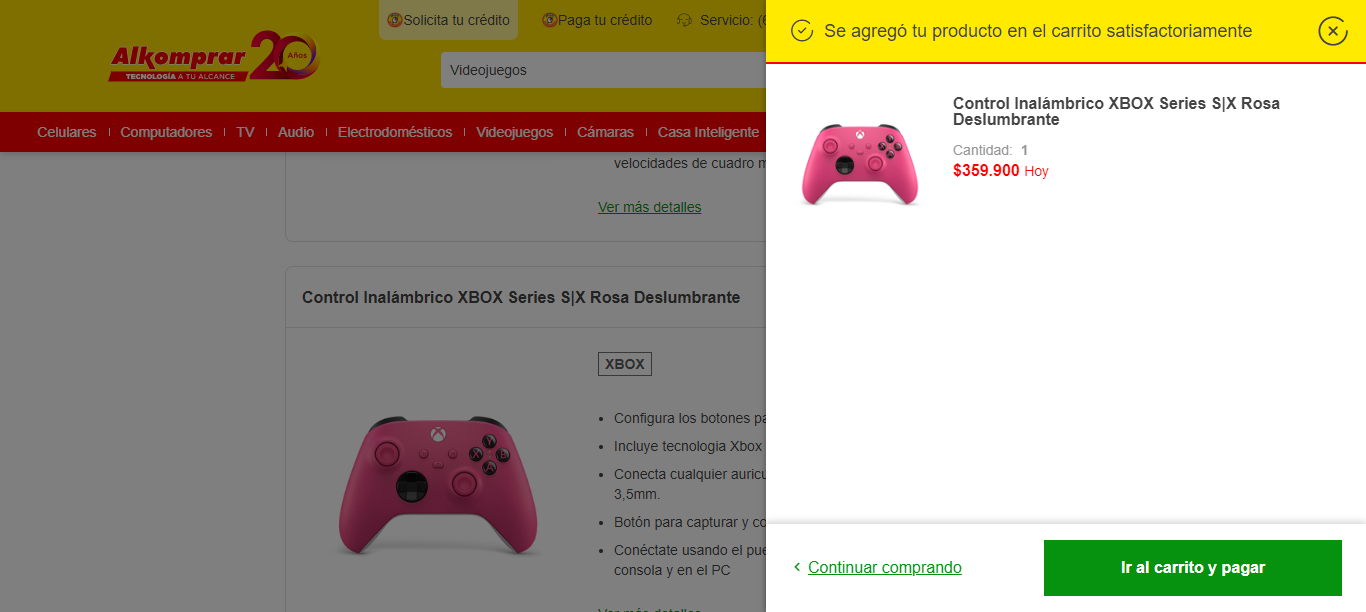 Solicita tu crédito
Paga tu crédito
Servicio: (6
Alkomprar 20 Años
TECNOLOGÍA A TU ALCANCE
Videojuegos
Celulares
Computadores
TV
Audio
Electrodomésticos
Videojuegos
Cámaras
Casa Inteligente
velocidades de cuadro m
Ver más detalles
Control Inalámbrico XBOX Series S|X Rosa Deslumbrante
XBOX
Configura los botones pa
Incluye tecnologia Xbox
Conecta cualquier auricu
3,5mm.
Botón para capturar y co
Conéctate usando el pue
consola y en el PC
Ver más detalles
Se agregó tu producto en el carrito satisfactoriamente
Control Inalámbrico XBOX Series S|X Rosa
Deslumbrante
Cantidad: 1
$359.900 Hoy
Continuar comprando
Ir al carrito y pagar